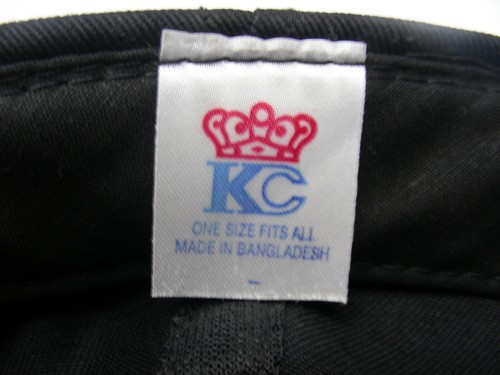 KC
ONE SIZE FITS ALL
MADE IN BANGLADESH